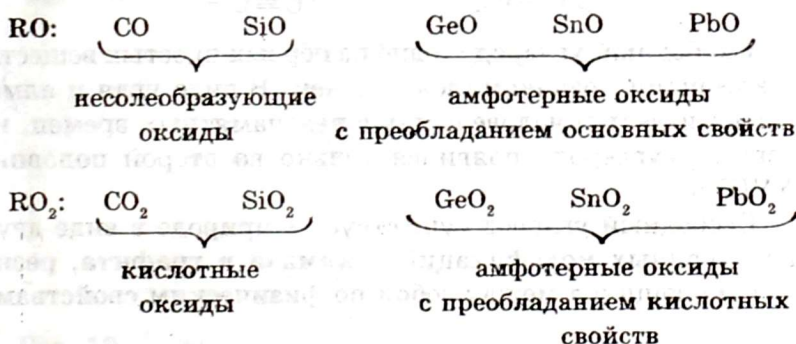 RO: CO SiO GeO SnO PbO
несолеобразующие амфотерные оксиды
оксиды с преобладанием основных свойств
RO₂: CO₂ SiO₂ GeO₂ SnO₂ PbO₂
кислотные амфотерные оксиды
оксиды с преобладанием кислотных
свойств